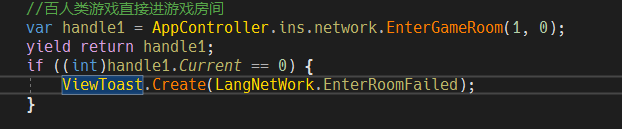 //百人类游戏直接进游戏房间
var handle1 = AppController.ins.network.EnterGameRoom(1, 0);
yield return handle1;
if ((int)handle1.Current == 0) {
ViewToast.Create(LangNetWork.EnterRoomFailed);
}